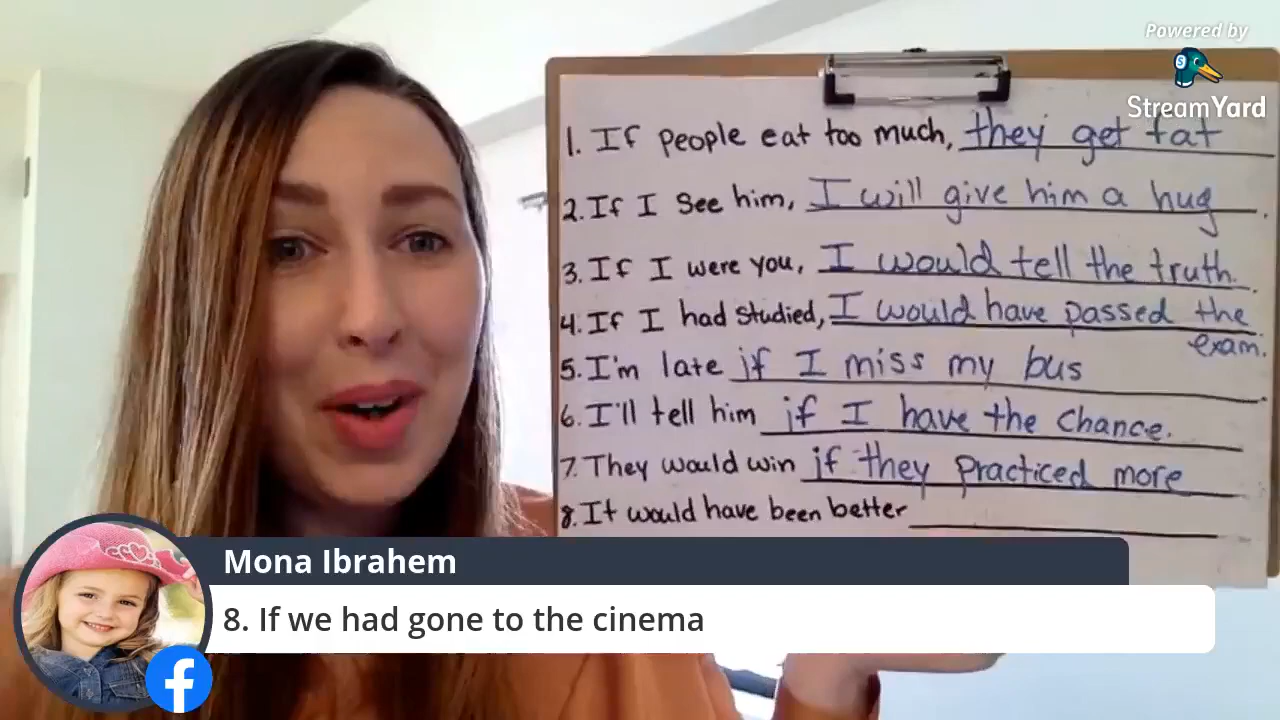 Powered by
StreamYard
1. If people eat too much, they get fat
2. If I see him, I will give him a hug.
3. If I were you, I would tell the truth.
4. If I had studied, I would have passed the
exam.
5. I'm late if I miss my bus
6. I'll tell him if I have the chance.
7. They would win if they practiced more
8. It would have been better
Mona Ibrahem
8. If we had gone to the cinema